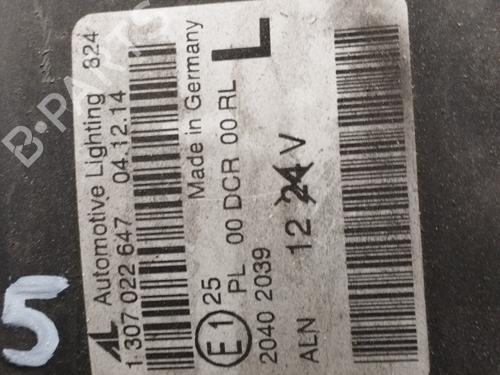 AL Automotive Lighting 324
1 307 022 647 04.12.14
Made in Germany
L
E1 25
PL 00 DCR 00 RL
2040 2039
ALN 12 24 V
5
B-PARTS